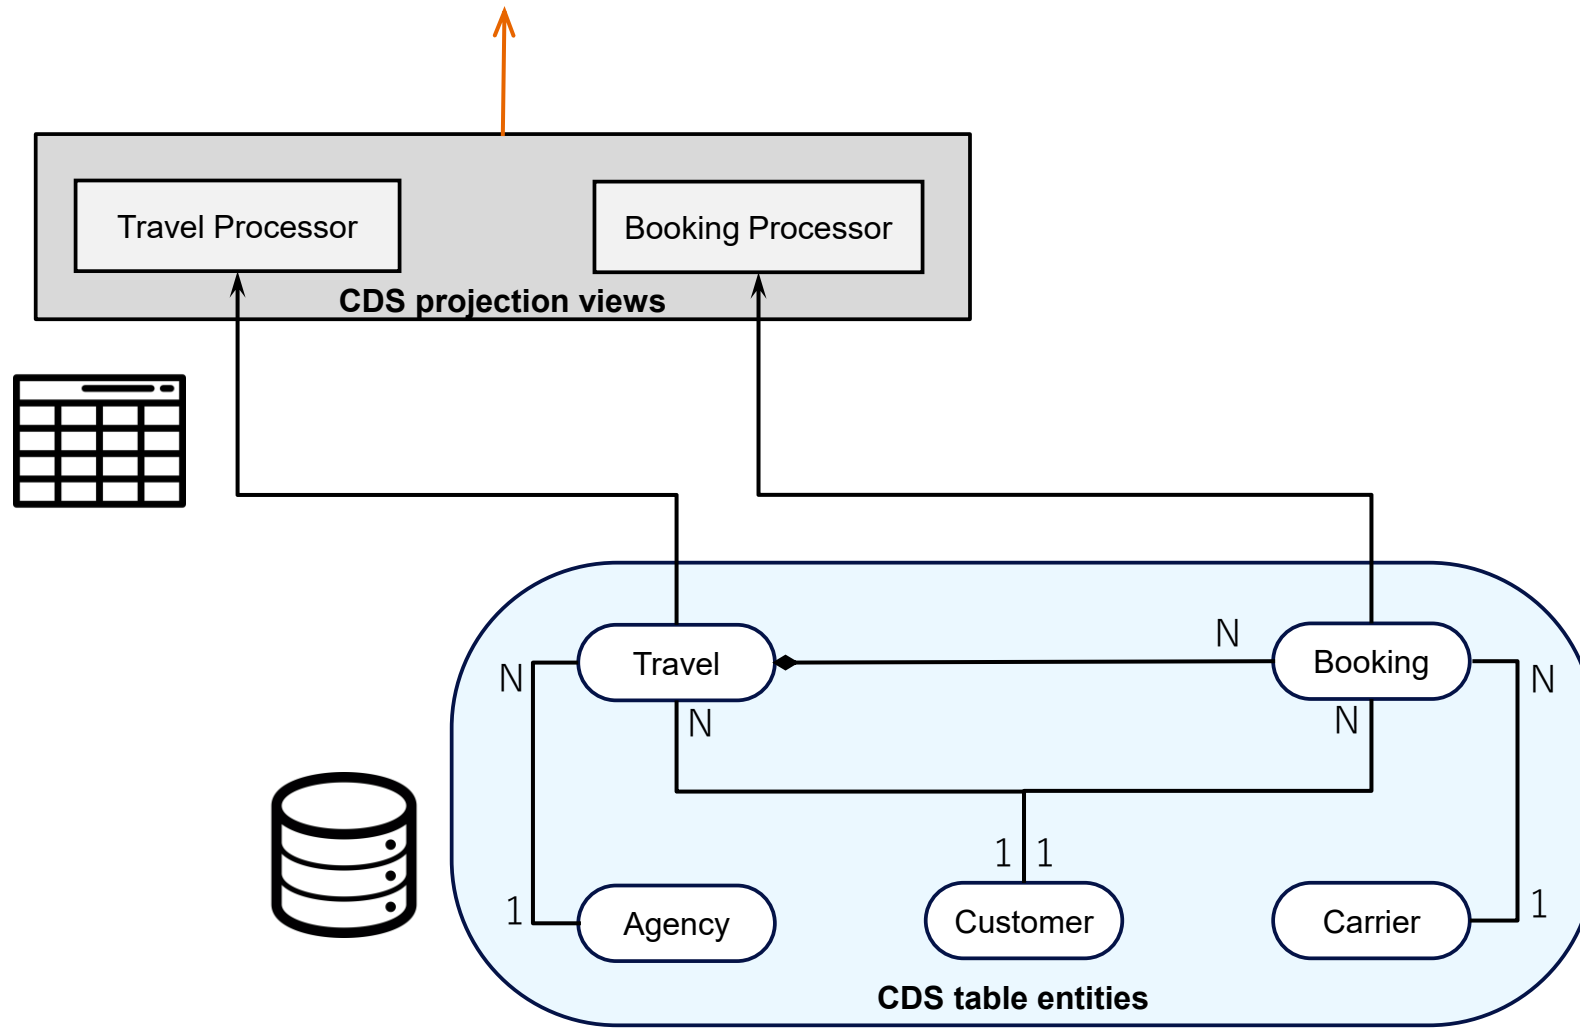 Travel Processor
Booking Processor
CDS projection views
Travel
N
Booking
N
N
N
N
1
1
1
1
Agency
Customer
Carrier
CDS table entities